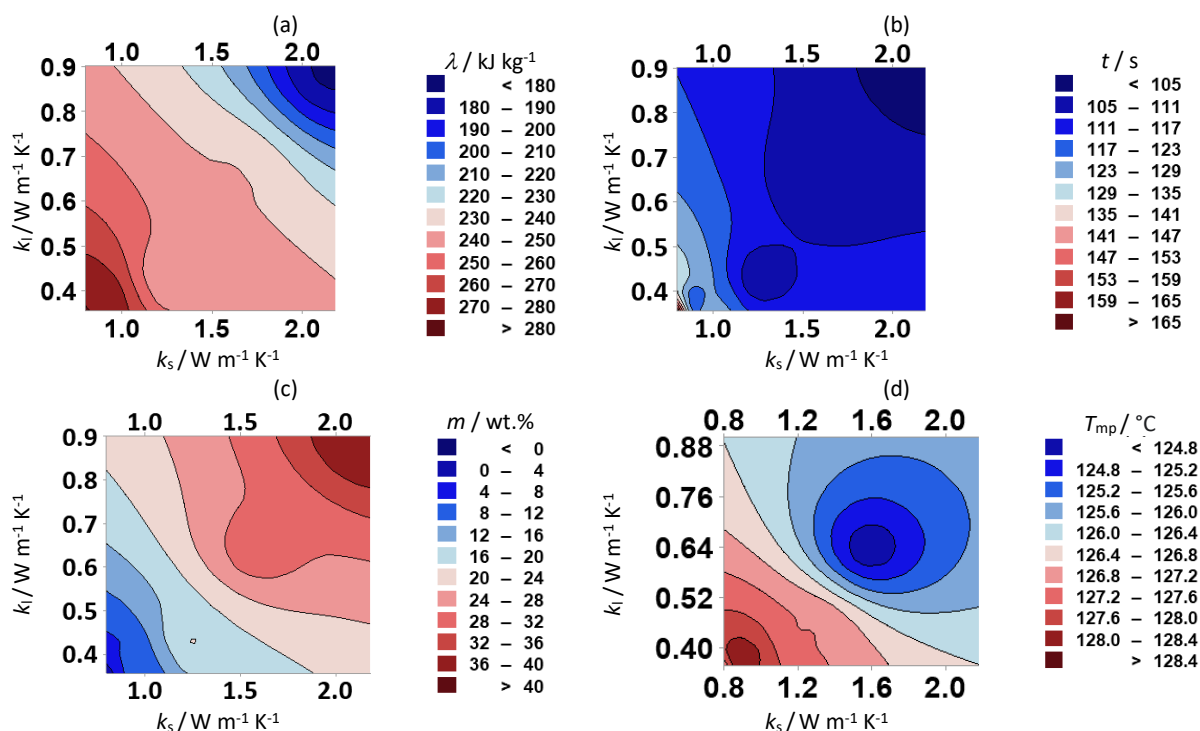 (a)
1.0 1.5 2.0
0.9
0.8
0.7
0.6
0.5
0.4
kₗ / W m⁻¹ K⁻¹
1.0 1.5 2.0
kₛ / W m⁻¹ K⁻¹
λ / kJ kg⁻¹
< 180
180 – 190
190 – 200
200 – 210
210 – 220
220 – 230
230 – 240
240 – 250
250 – 260
260 – 270
270 – 280
> 280
(b)
1.0 1.5 2.0
0.9
0.8
0.7
0.6
0.5
0.4
kₗ / W m⁻¹ K⁻¹
1.0 1.5 2.0
kₛ / W m⁻¹ K⁻¹
t / s
< 105
105 – 111
111 – 117
117 – 123
123 – 129
129 – 135
135 – 141
141 – 147
147 – 153
153 – 159
159 – 165
> 165
(c)
1.0 1.5 2.0
0.9
0.8
0.7
0.6
0.5
0.4
kₗ / W m⁻¹ K⁻¹
1.0 1.5 2.0
kₛ / W m⁻¹ K⁻¹
m / wt.%
< 0
0 – 4
4 – 8
8 – 12
12 – 16
16 – 20
20 – 24
24 – 28
28 – 32
32 – 36
36 – 40
> 40
(d)
0.8 1.2 1.6 2.0
0.88
0.76
0.64
0.52
0.40
kₗ / W m⁻¹ K⁻¹
0.8 1.2 1.6 2.0
kₛ / W m⁻¹ K⁻¹
Tmp / °C
< 124.8
124.8 – 125.2
125.2 – 125.6
125.6 – 126.0
126.0 – 126.4
126.4 – 126.8
126.8 – 127.2
127.2 – 127.6
127.6 – 128.0
128.0 – 128.4
> 128.4